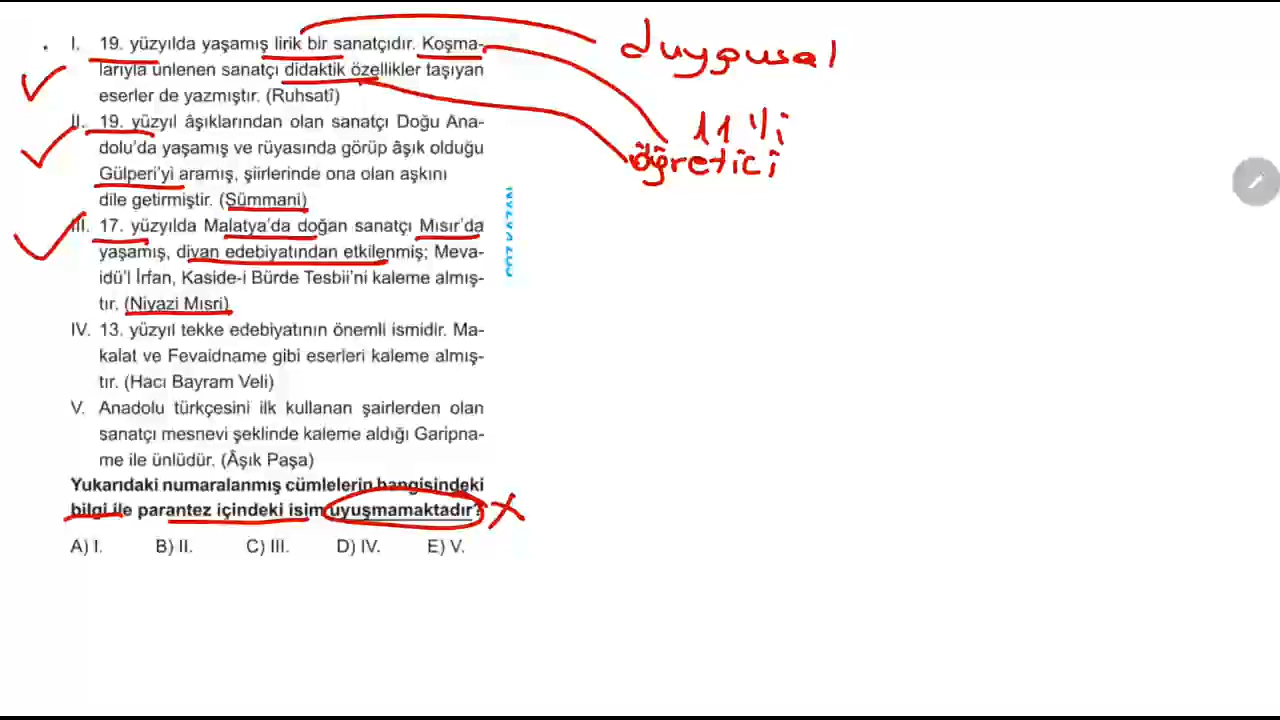 I. 19. yüzyılda yaşamış lirik bir sanatçıdır. Koşma-
larıyla ünlenen sanatçı didaktik özellikler taşıyan
eserler de yazmıştır. (Ruhsatî)
II. 19. yüzyıl âşıklarından olan sanatçı Doğu Ana-
dolu'da yaşamış ve rüyasında görüp âşık olduğu
Gülperi'yi aramış, şiirlerinde ona olan aşkını
dile getirmiştir. (Sümmani)
III. 17. yüzyılda Malatya'da doğan sanatçı Mısır'da
yaşamış, divan edebiyatından etkilenmiş; Meva-
idü'l İrfan, Kaside-i Bürde Tesbii'ni kaleme almış-
tır. (Niyazi Mısri)
IV. 13. yüzyıl tekke edebiyatının önemli ismidir. Ma-
kalat ve Fevaidname gibi eserleri kaleme almış-
tır. (Hacı Bayram Veli)
V. Anadolu türkçesini ilk kullanan şairlerden olan
sanatçı mesnevi şeklinde kaleme aldığı Garipna-
me ile ünlüdür. (Âşık Paşa)
Yukarıdaki numaralanmış cümlelerin hangisindeki
bilgi ile parantez içindeki isim uyuşmamaktadır?
A) I. B) II. C) III. D) IV. E) V.
duygusal
11'li
öğretici